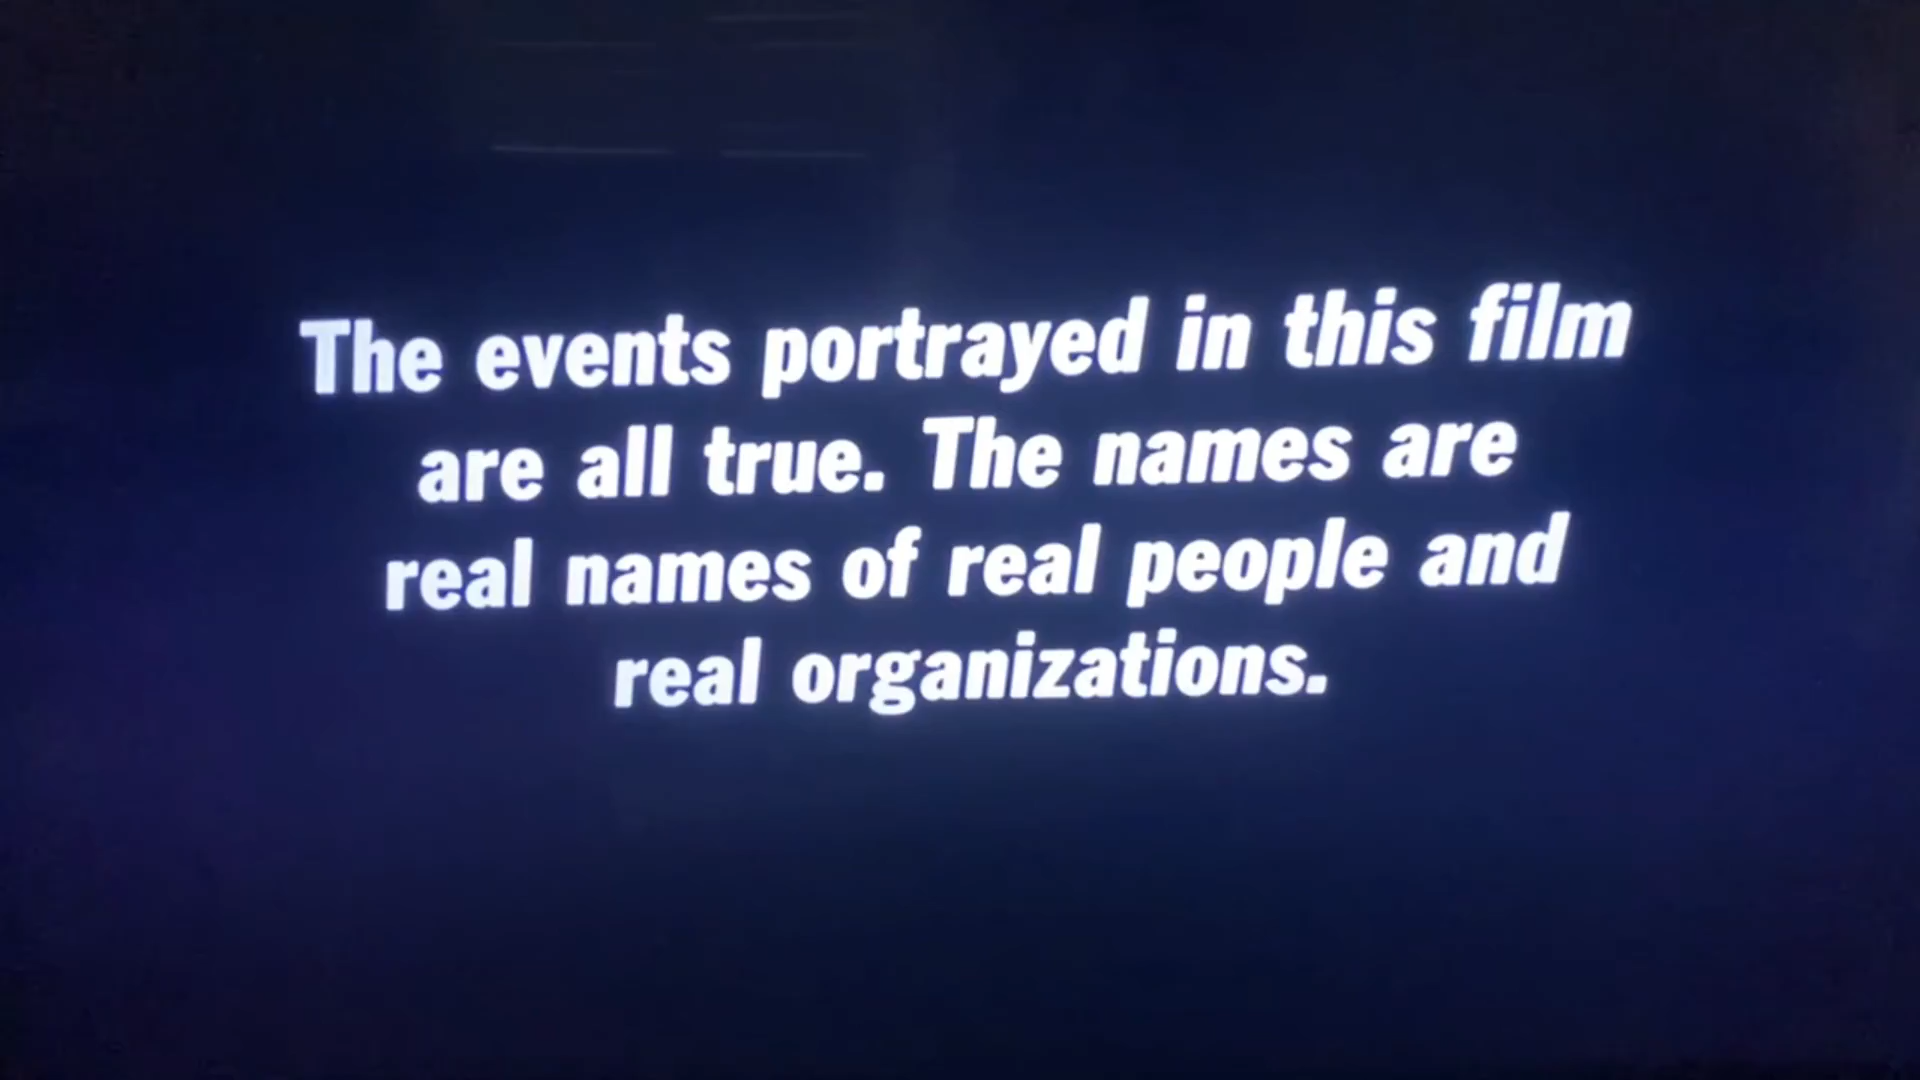 The events portrayed in this film
are all true. The names are
real names of real people and
real organizations.